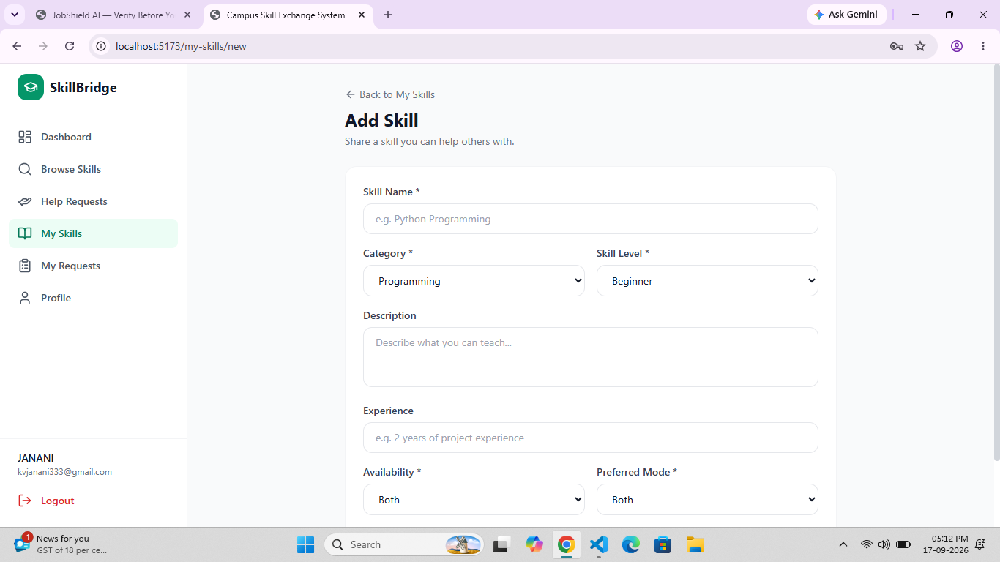 JobShield AI — Verify Before Yo
Campus Skill Exchange System
Ask Gemini
localhost:5173/my-skills/new
SkillBridge
Dashboard
Browse Skills
Help Requests
My Skills
My Requests
Profile
JANANI
kvjanani333@gmail.com
Logout
Back to My Skills
Add Skill
Share a skill you can help others with.
Skill Name *
e.g. Python Programming
Category *
Skill Level *
Programming
Beginner
Description
Describe what you can teach...
Experience
e.g. 2 years of project experience
Availability *
Preferred Mode *
Both
Both
1
News for you
GST of 18 per ce...
Search
05:12 PM
17-09-2026